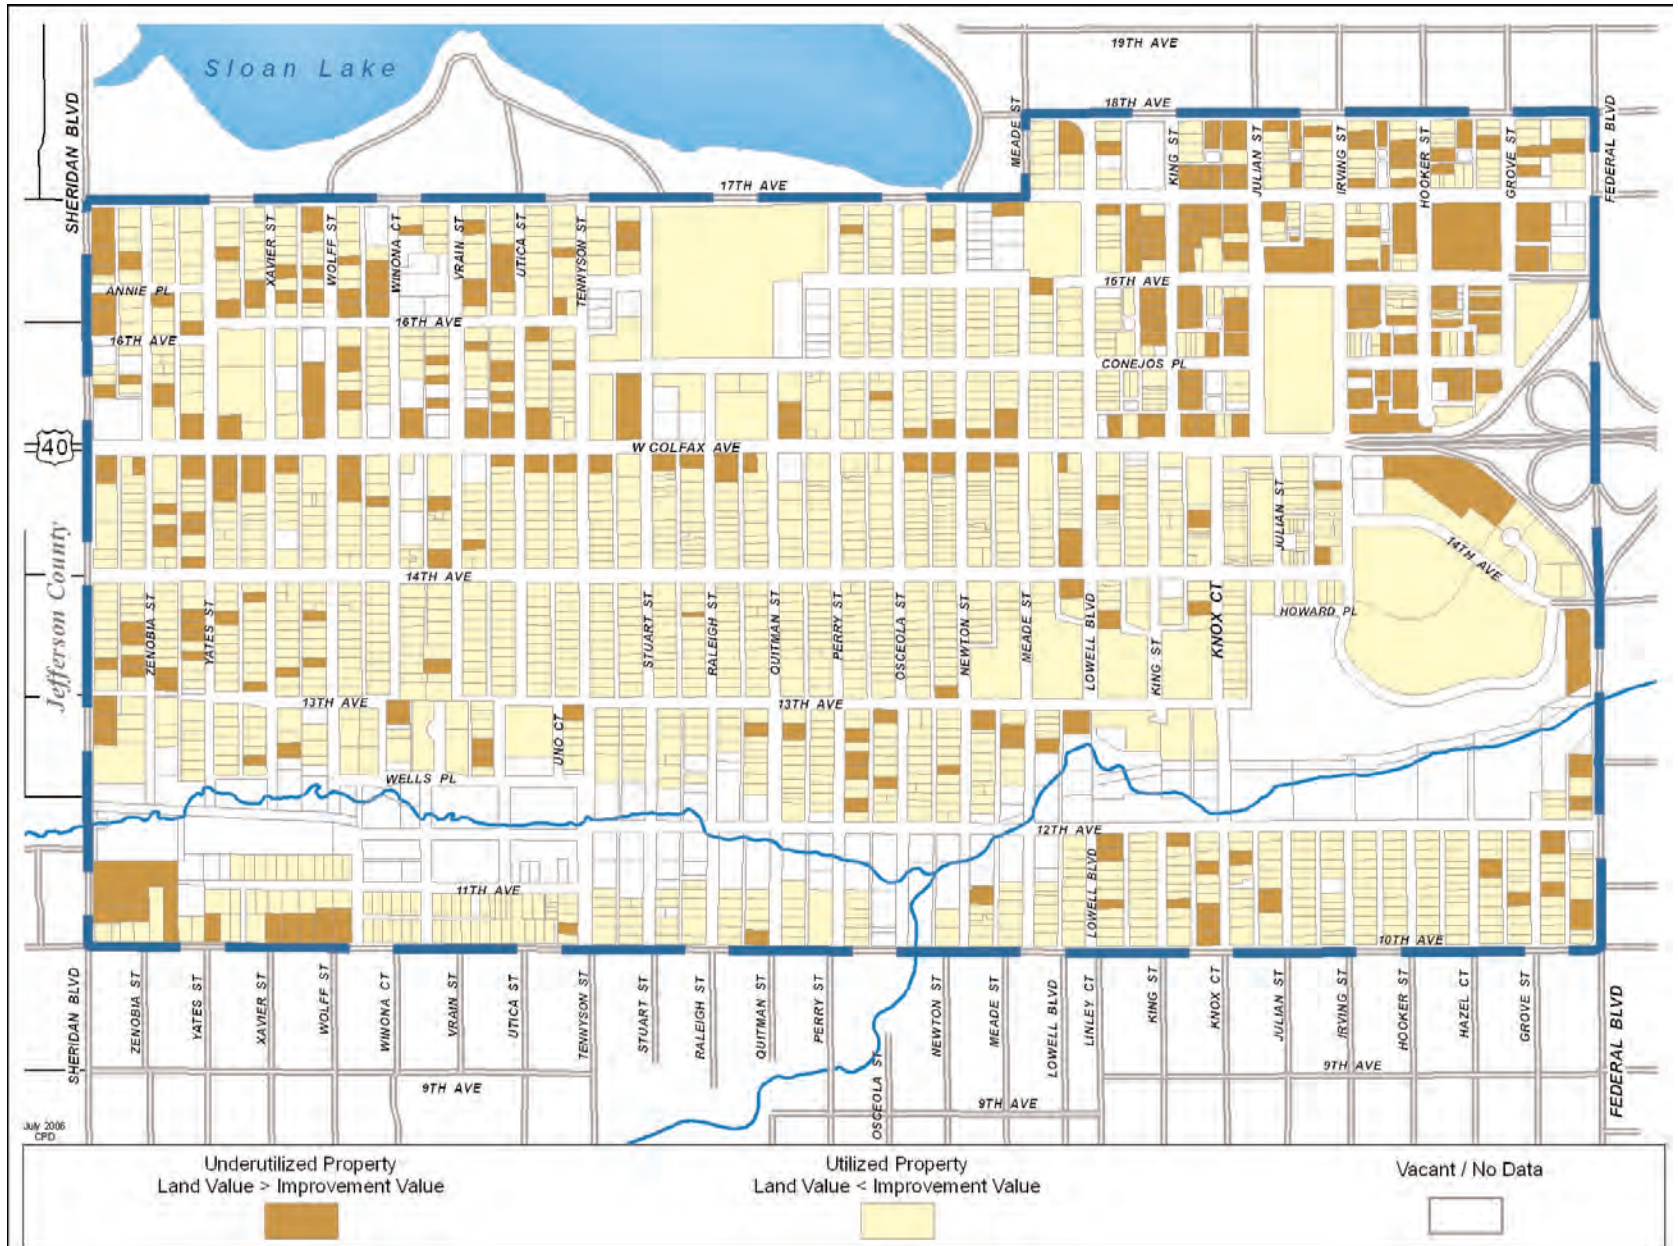 Sloan Lake
19TH AVE
18TH AVE
MEADE ST
SHERIDAN BLVD
FEDERAL BLVD
KING ST
JULIAN ST
IRVING ST
HOOKER ST
GROVE ST
17TH AVE
XAVIER ST
WOLFF ST
WINONA CT
VRAIN ST
UTICA ST
TENNYSON ST
ANNIE PL
16TH AVE
16TH AVE
16TH AVE
CONEJOS PL
40
W COLFAX AVE
Jefferson County
JULIAN ST
14TH AVE
14TH AVE
ZENOBIA ST
YATES ST
STUART ST
RALEIGH ST
QUITMAN ST
PERRY ST
OSCEOLA ST
NEWTON ST
MEADE ST
LOWELL BLVD
KING ST
KNOX CT
HOWARD PL
13TH AVE
13TH AVE
UNO CT
WELLS PL
12TH AVE
LOWELL BLVD
11TH AVE
10TH AVE
SHERIDAN BLVD
ZENOBIA ST
YATES ST
XAVIER ST
WOLFF ST
WINONA CT
VRAIN ST
UTICA ST
TENNYSON ST
STUART ST
RALEIGH ST
QUITMAN ST
PERRY ST
OSCEOLA ST
NEWTON ST
MEADE ST
LOWELL BLVD
LINLEY CT
KING ST
KNOX CT
JULIAN ST
IRVING ST
HOOKER ST
HAZEL CT
GROVE ST
FEDERAL BLVD
9TH AVE
9TH AVE
9TH AVE
July 2006
CPD
Underutilized Property
Land Value > Improvement Value
Utilized Property
Land Value < Improvement Value
Vacant / No Data